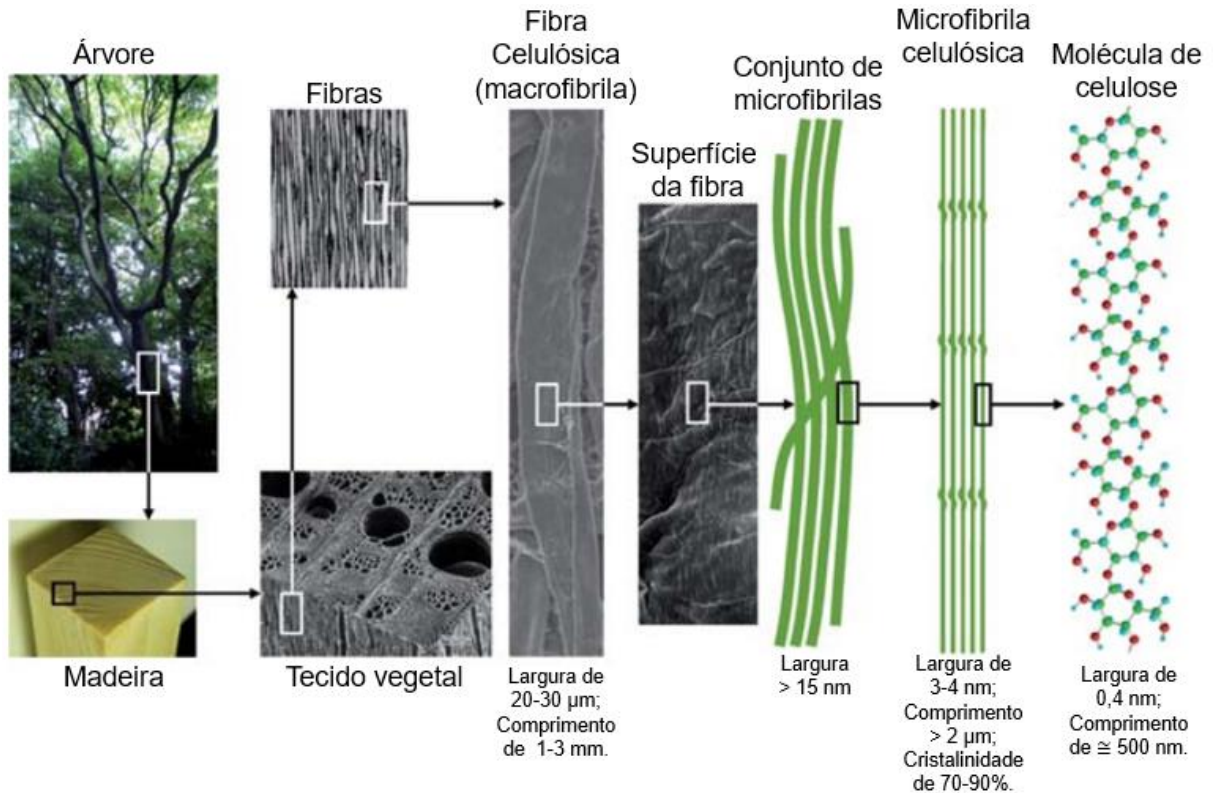 Árvore
Fibras
Fibra
Celulósica
(macrofibrila)
Superfície
da fibra
Conjunto de
microfibrilas
Microfibrila
celulósica
Molécula de
celulose
Madeira
Tecido vegetal
Largura de
20-30 µm;
Comprimento
de 1-3 mm.
Largura
> 15 nm
Largura de
3-4 nm;
Comprimento
> 2 µm;
Cristalinidade
de 70-90%.
Largura de
0,4 nm;
Comprimento
de ≅ 500 nm.